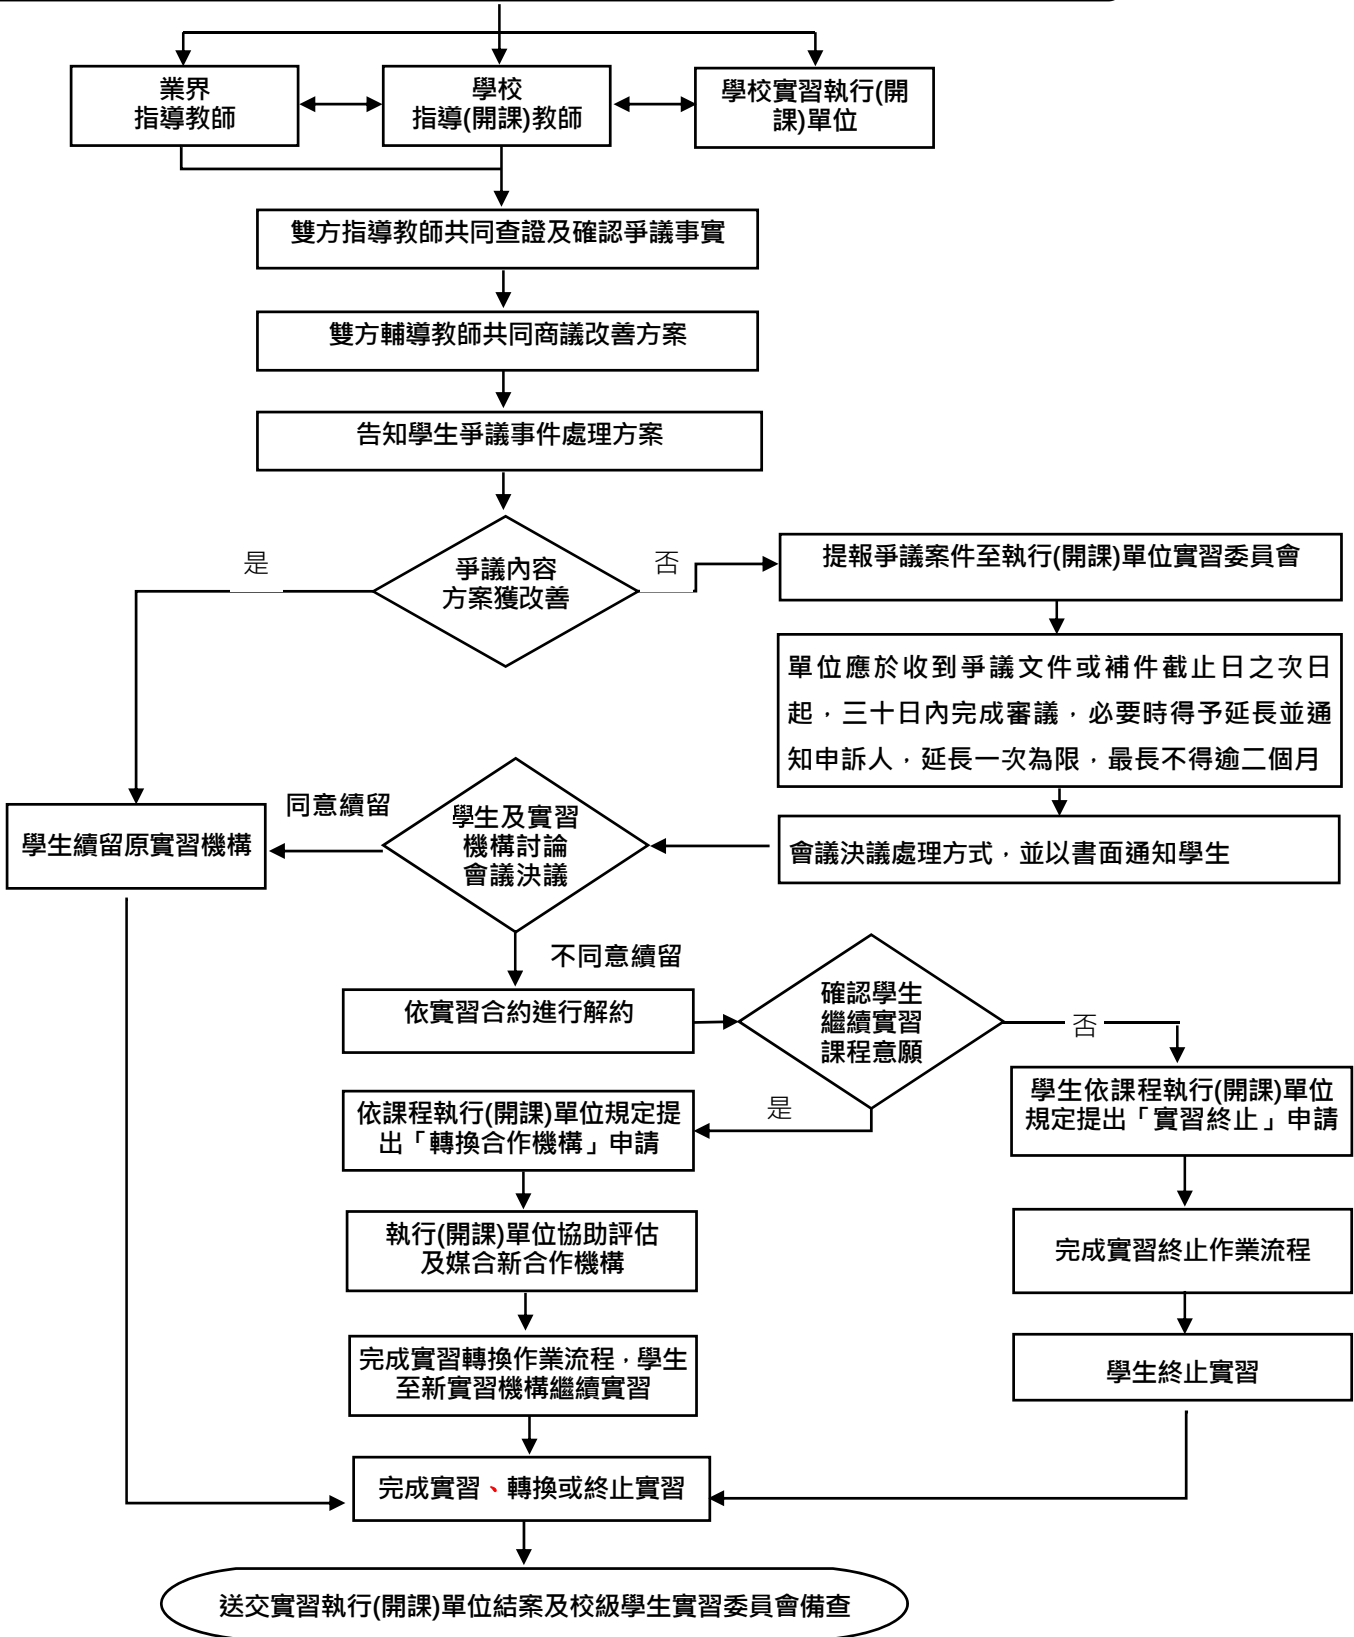 業界
指導教師
學校
指導(開課)教師
學校實習執行(開
課)單位
雙方指導教師共同查證及確認爭議事實
雙方輔導教師共同商議改善方案
告知學生爭議事件處理方案
爭議內容
方案獲改善
是
否
提報爭議案件至執行(開課)單位實習委員會
單位應於收到爭議文件或補件截止日之次日
起，三十日內完成審議，必要時得予延長並通
知申訴人，延長一次為限，最長不得逾二個月
會議決議處理方式，並以書面通知學生
學生及實習
機構討論
會議決議
同意續留
學生續留原實習機構
不同意續留
依實習合約進行解約
確認學生
繼續實習
課程意願
否
是
學生依課程執行(開課)單位
規定提出「實習終止」申請
依課程執行(開課)單位規定提
出「轉換合作機構」申請
執行(開課)單位協助評估
及媒合新合作機構
完成實習終止作業流程
完成實習轉換作業流程，學生
至新實習機構繼續實習
學生終止實習
完成實習、轉換或終止實習
送交實習執行(開課)單位結案及校級學生實習委員會備查